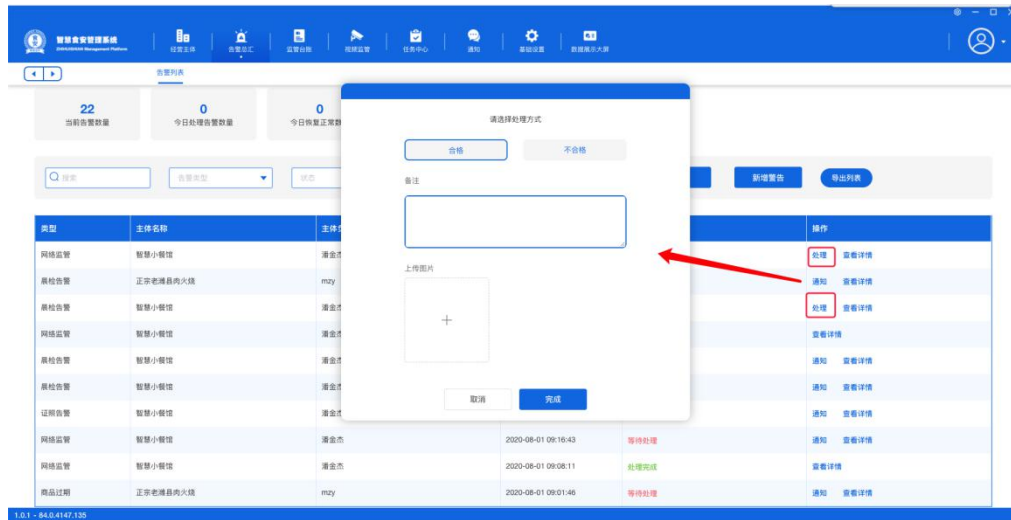 智慧食安管理系统
ZHIHUISHIAN Management Platform
经营主体
告警总汇
监管台账
视频监管
任务中心
通知
基础设置
数据展示大屏
告警列表
22
当前告警数量
0
今日处理告警数量
0
今日恢复正常数
搜索
告警类型
状态
新增警告
导出列表
请选择处理方式
合格
不合格
备注
上传图片
取消
完成
类型 主体名称 主体 操作
网络监管 智慧小餐馆 潘金杰 处理 查看详情
晨检告警 正宗老潍县肉火烧 mzy 通知 查看详情
晨检告警 智慧小餐馆 潘金杰 处理 查看详情
网络监管 智慧小餐馆 潘金杰 查看详情
晨检告警 智慧小餐馆 潘金杰 通知 查看详情
晨检告警 智慧小餐馆 潘金杰 通知 查看详情
证照告警 智慧小餐馆 潘金杰 通知 查看详情
网络监管 智慧小餐馆 潘金杰 2020-08-01 09:16:43 等待处理 通知 查看详情
网络监管 智慧小餐馆 潘金杰 2020-08-01 09:08:11 处理完成 查看详情
商品过期 正宗老潍县肉火烧 mzy 2020-08-01 09:01:46 等待处理 通知 查看详情
1.0.1 - 84.0.4147.135